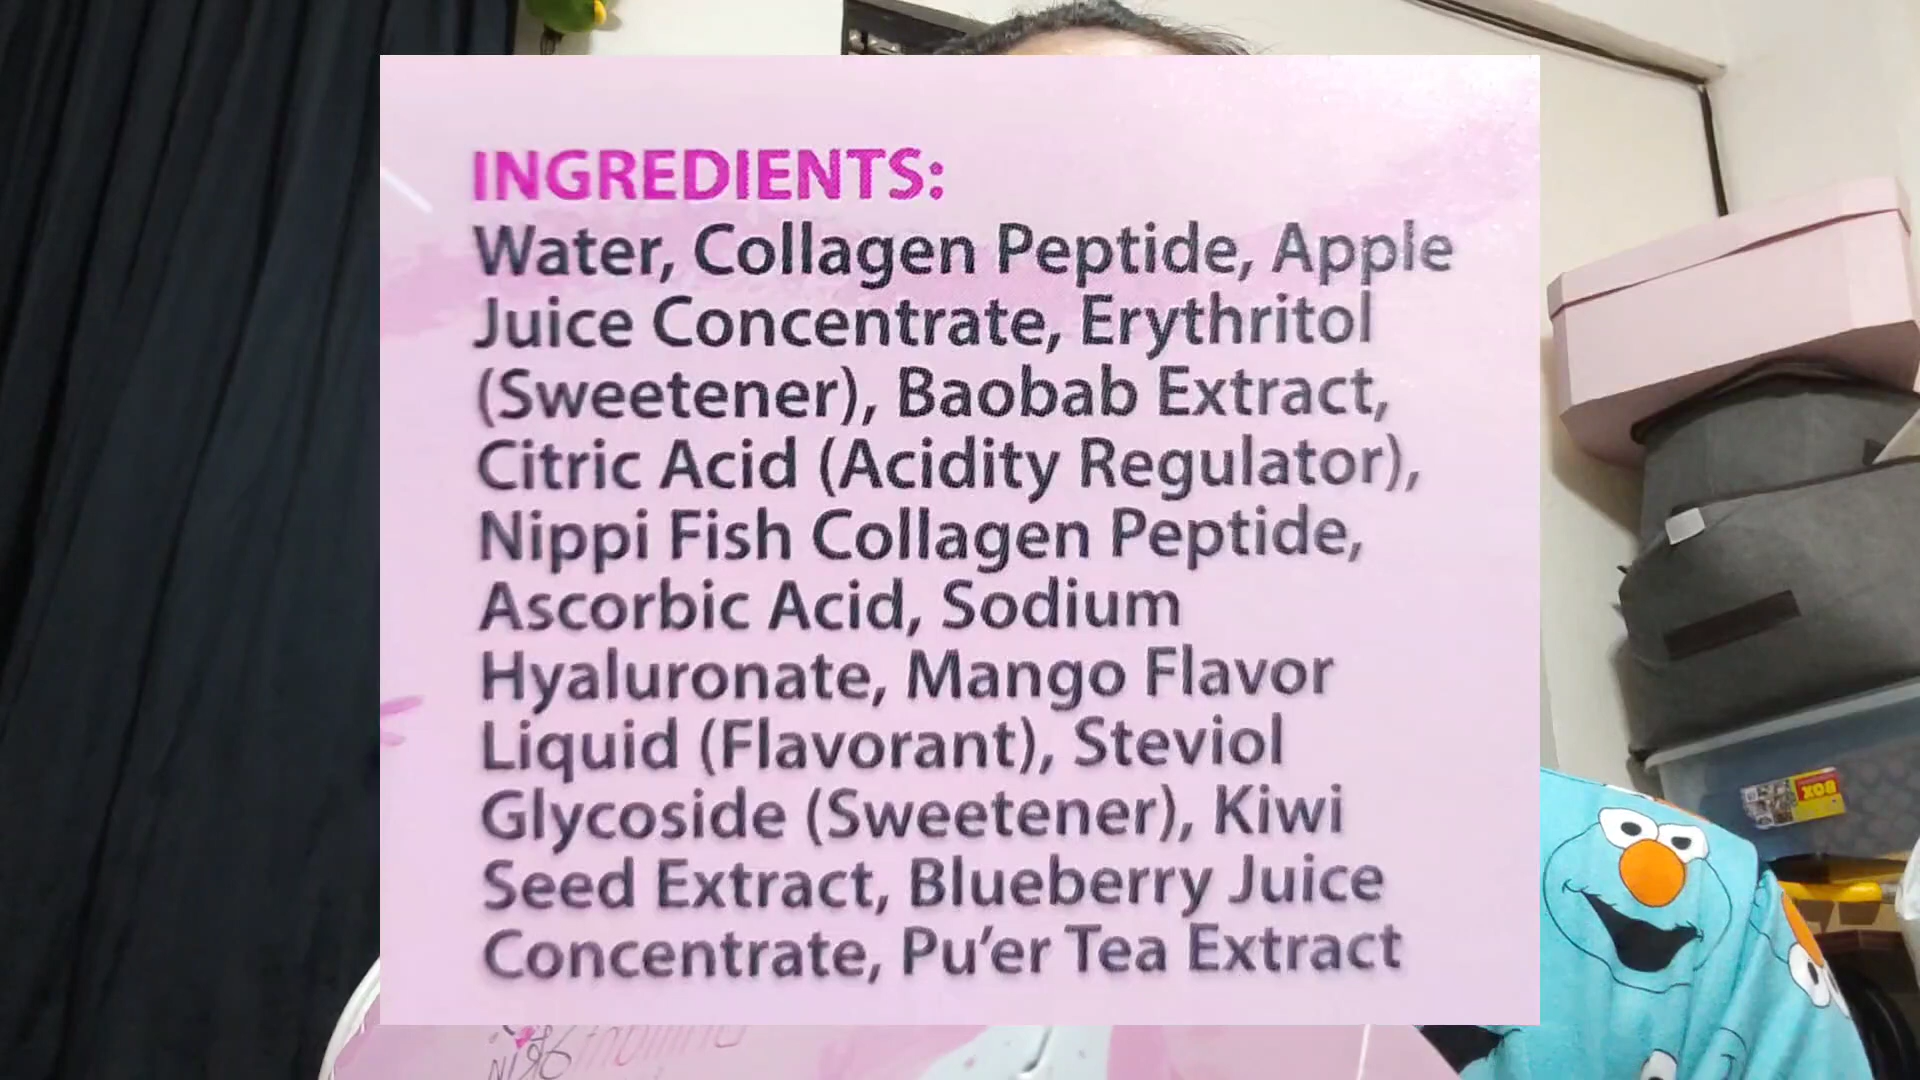 INGREDIENTS:
Water, Collagen Peptide, Apple
Juice Concentrate, Erythritol
(Sweetener), Baobab Extract,
Citric Acid (Acidity Regulator),
Nippi Fish Collagen Peptide,
Ascorbic Acid, Sodium
Hyaluronate, Mango Flavor
Liquid (Flavorant), Steviol
Glycoside (Sweetener), Kiwi
Seed Extract, Blueberry Juice
Concentrate, Pu’er Tea Extract
BOX